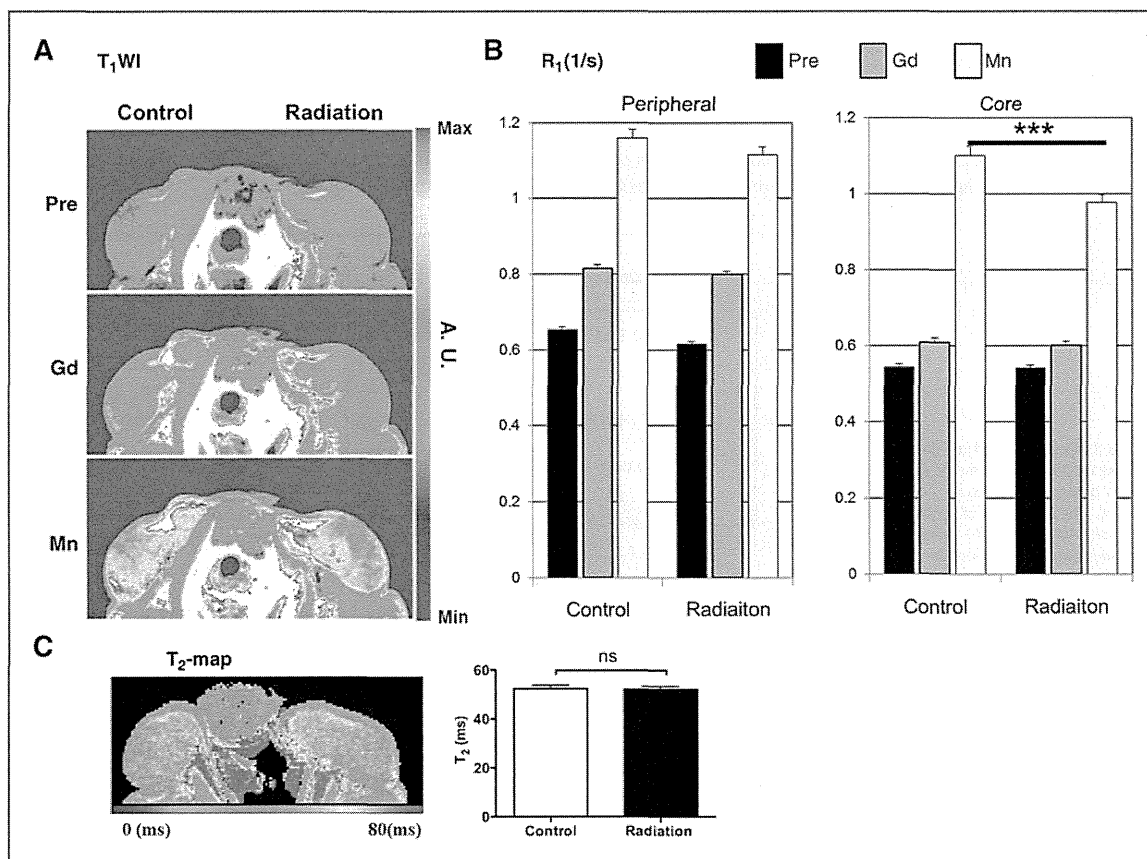 A
T1WI
Control Radiation
Pre
Gd
Mn
Max
A. U.
Min
B
R1(1/s)
Pre Gd Mn
Peripheral
1.2
1
0.8
0.6
0.4
0.2
0
Control Radiaiton
Core
***
1.2
1
0.8
0.6
0.4
0.2
0
Control Radiaiton
C
T2-map
0 (ms) 80(ms)
ns
T2 (ms)
60
40
20
0
Control Radiation